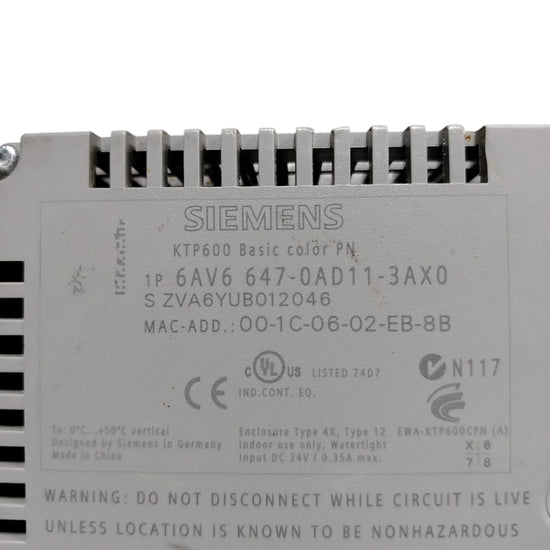 SIEMENS
KTP600 Basic color PN
1P 6AV6 647-0AD11-3AX0
S ZVA6YUB012046
MAC-ADD.: 00-1C-06-02-EB-8B
C UL US LISTED 74D7 N117
IND.CONT. EQ.
CE
Ta: 0°C...+50°C vertical Enclosure Type 4X, Type 12 EWA-KTP600CPN (A)
Designed by Siemens in Germany Indoor use only, Watertight X 6
Made in China Input DC 24V / 0.35A max. 7 8
WARNING: DO NOT DISCONNECT WHILE CIRCUIT IS LIVE
UNLESS LOCATION IS KNOWN TO BE NONHAZARDOUS